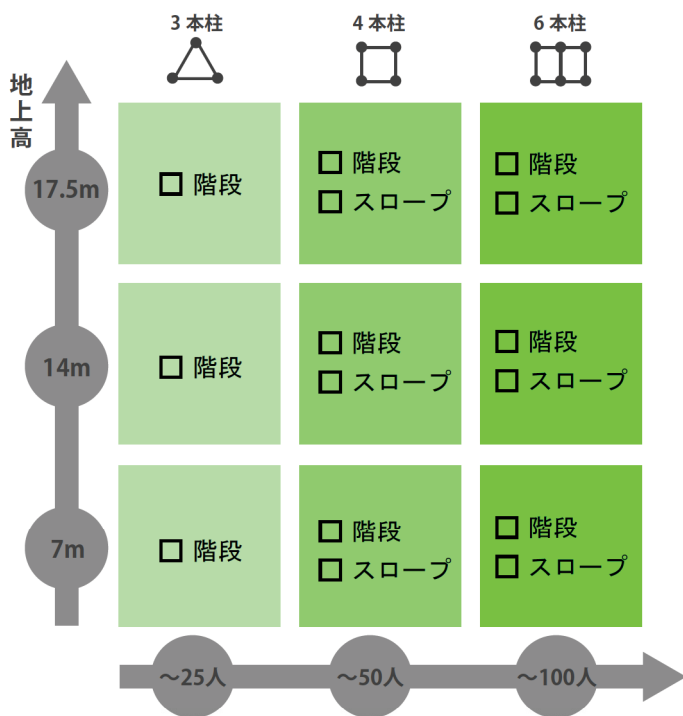 3 本柱
4 本柱
6 本柱
地上高
17.5m
□ 階段
□ 階段
□ スロープ
□ 階段
□ スロープ
14m
□ 階段
□ 階段
□ スロープ
□ 階段
□ スロープ
7m
□ 階段
□ 階段
□ スロープ
□ 階段
□ スロープ
～25人
～50人
～100人